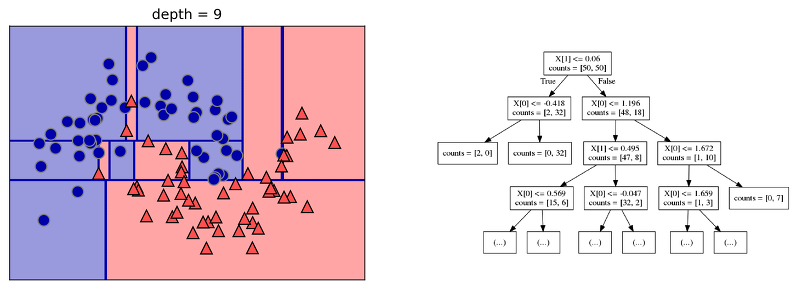 depth = 9
X[1] <= 0.06
counts = [50, 50]
True
False
X[0] <= -0.418
counts = [2, 32]
X[0] <= 1.196
counts = [48, 18]
counts = [2, 0]
counts = [0, 32]
X[1] <= 0.495
counts = [47, 8]
X[0] <= 1.672
counts = [1, 10]
X[0] <= 0.569
counts = [15, 6]
X[0] <= -0.047
counts = [32, 2]
X[0] <= 1.659
counts = [1, 3]
counts = [0, 7]
(...)
(...)
(...)
(...)
(...)
(...)